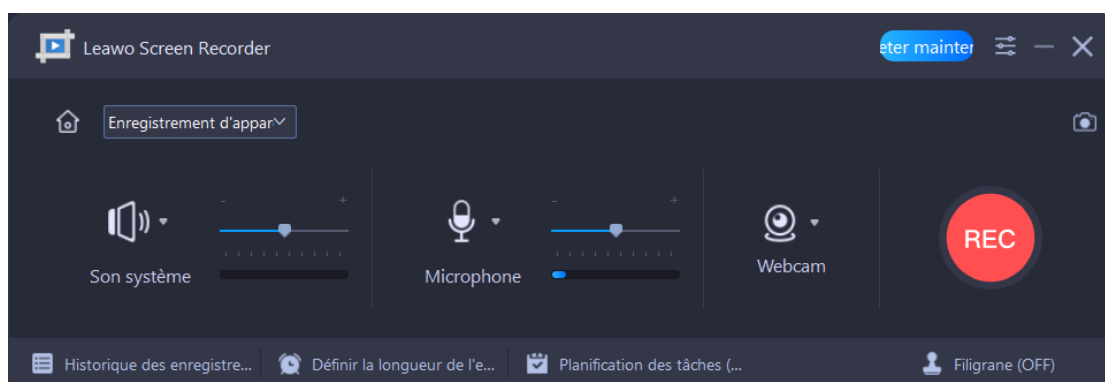 Leawo Screen Recorder
eter mainter
Enregistrement d'appar
- +
- +
REC
Son système
Microphone
Webcam
Historique des enregistre...
Définir la longueur de l'e...
Planification des tâches (...
Filigrane (OFF)